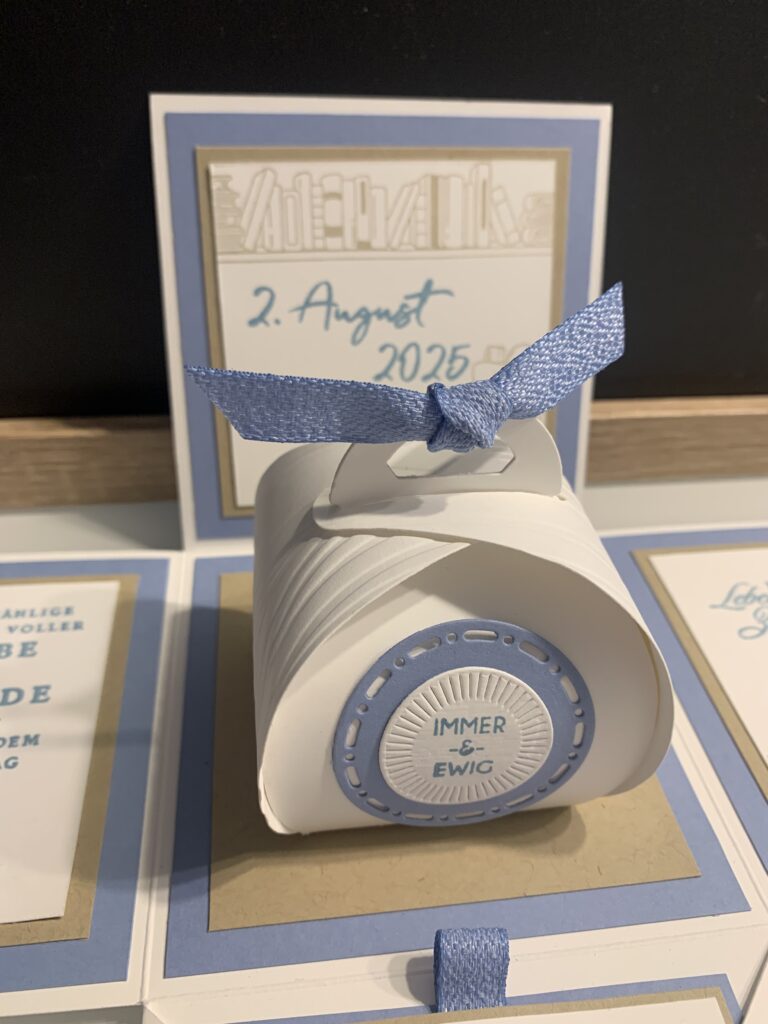 2. August
2025
ÄNLIGE
VOLLER
BE
DE
DEM
AG
IMMER
-&-
EWIG